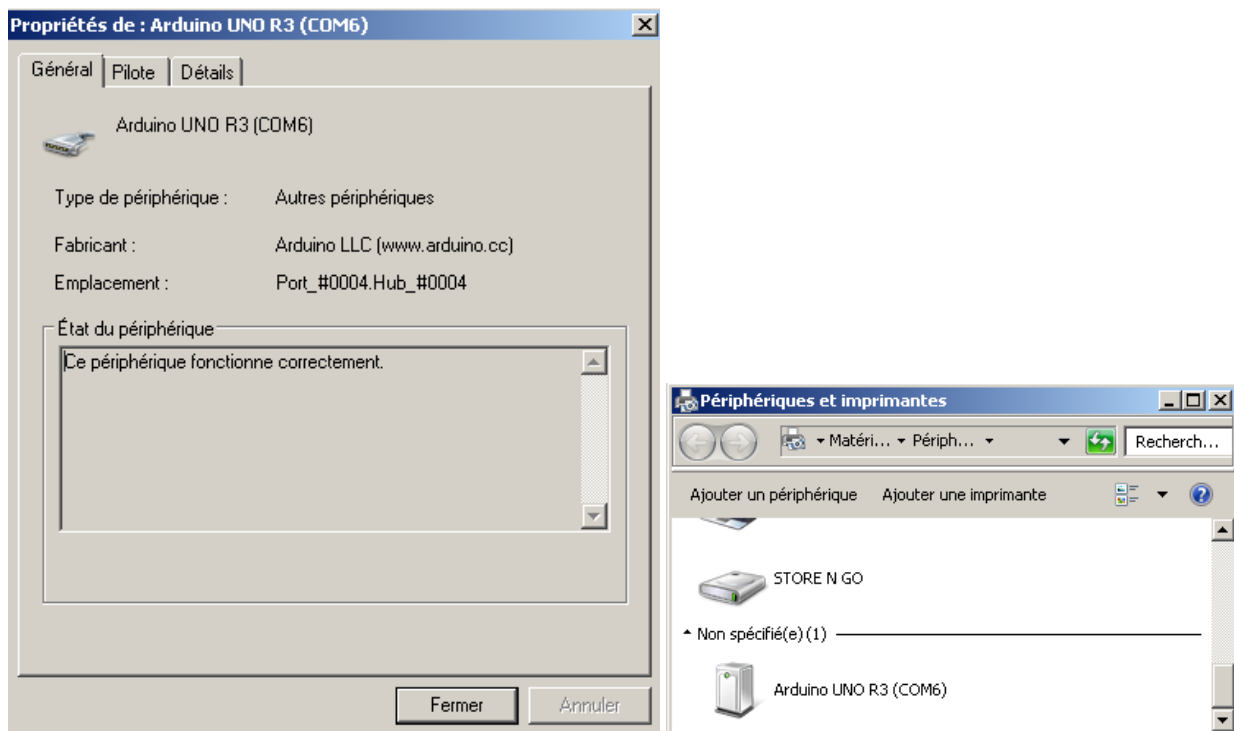 Propriétés de : Arduino UNO R3 (COM6)
Général Pilote Détails
Arduino UNO R3 (COM6)
Type de périphérique : Autres périphériques
Fabricant : Arduino LLC (www.arduino.cc)
Emplacement : Port_#0004.Hub_#0004
État du périphérique
Ce périphérique fonctionne correctement.
Fermer Annuler
Périphériques et imprimantes
Matéri... Périph... Recherch...
Ajouter un périphérique Ajouter une imprimante
STORE N GO
Non spécifié(e) (1)
Arduino UNO R3 (COM6)